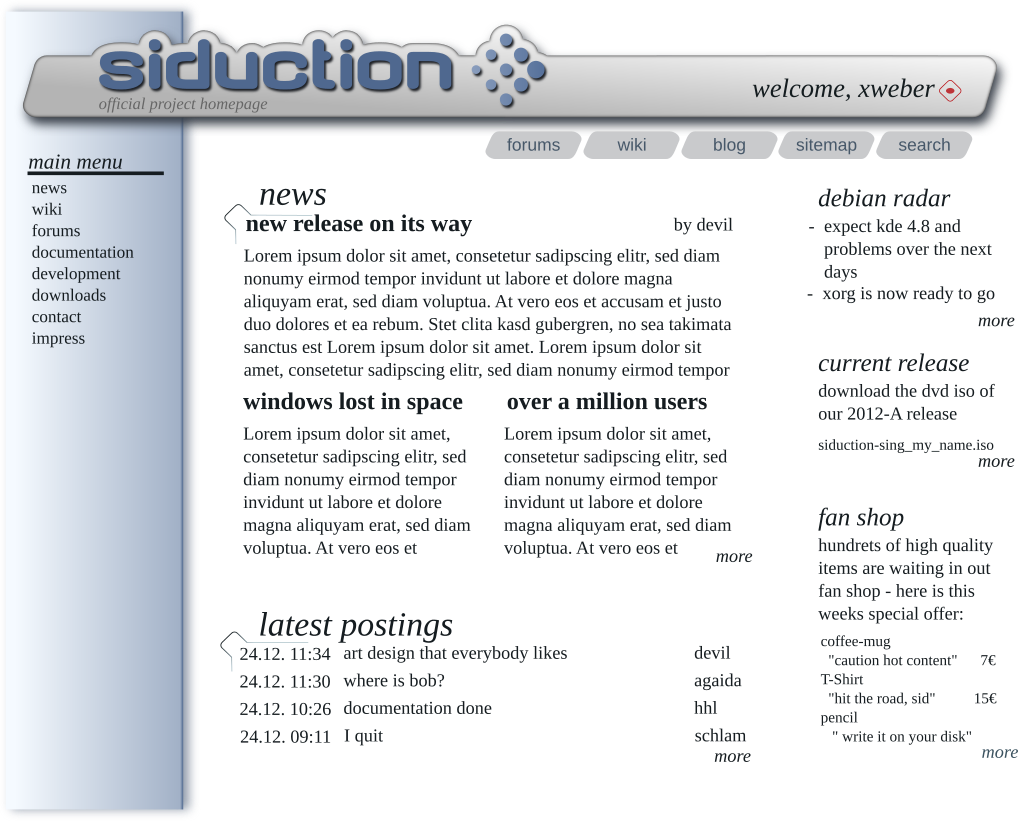 siduction
official project homepage
welcome, xweber
forums wiki blog sitemap search
main menu
news
wiki
forums
documentation
development
downloads
contact
impress
news
new release on its way by devil
Lorem ipsum dolor sit amet, consetetur sadipscing elitr, sed diam
nonumy eirmod tempor invidunt ut labore et dolore magna
aliquyam erat, sed diam voluptua. At vero eos et accusam et justo
duo dolores et ea rebum. Stet clita kasd gubergren, no sea takimata
sanctus est Lorem ipsum dolor sit amet. Lorem ipsum dolor sit
amet, consetetur sadipscing elitr, sed diam nonumy eirmod tempor
windows lost in space
Lorem ipsum dolor sit amet,
consetetur sadipscing elitr, sed
diam nonumy eirmod tempor
invidunt ut labore et dolore
magna aliquyam erat, sed diam
voluptua. At vero eos et
over a million users
Lorem ipsum dolor sit amet,
consetetur sadipscing elitr, sed
diam nonumy eirmod tempor
invidunt ut labore et dolore
magna aliquyam erat, sed diam
voluptua. At vero eos et
more
latest postings
24.12. 11:34 art design that everybody likes devil
24.12. 11:30 where is bob? agaida
24.12. 10:26 documentation done hhl
24.12. 09:11 I quit schlam
more
debian radar
- expect kde 4.8 and
problems over the next
days
- xorg is now ready to go
more
current release
download the dvd iso of
our 2012-A release
siduction-sing_my_name.iso
more
fan shop
hundrets of high quality
items are waiting in out
fan shop - here is this
weeks special offer:
coffee-mug
"caution hot content" 7€
T-Shirt
"hit the road, sid" 15€
pencil
" write it on your disk"
more